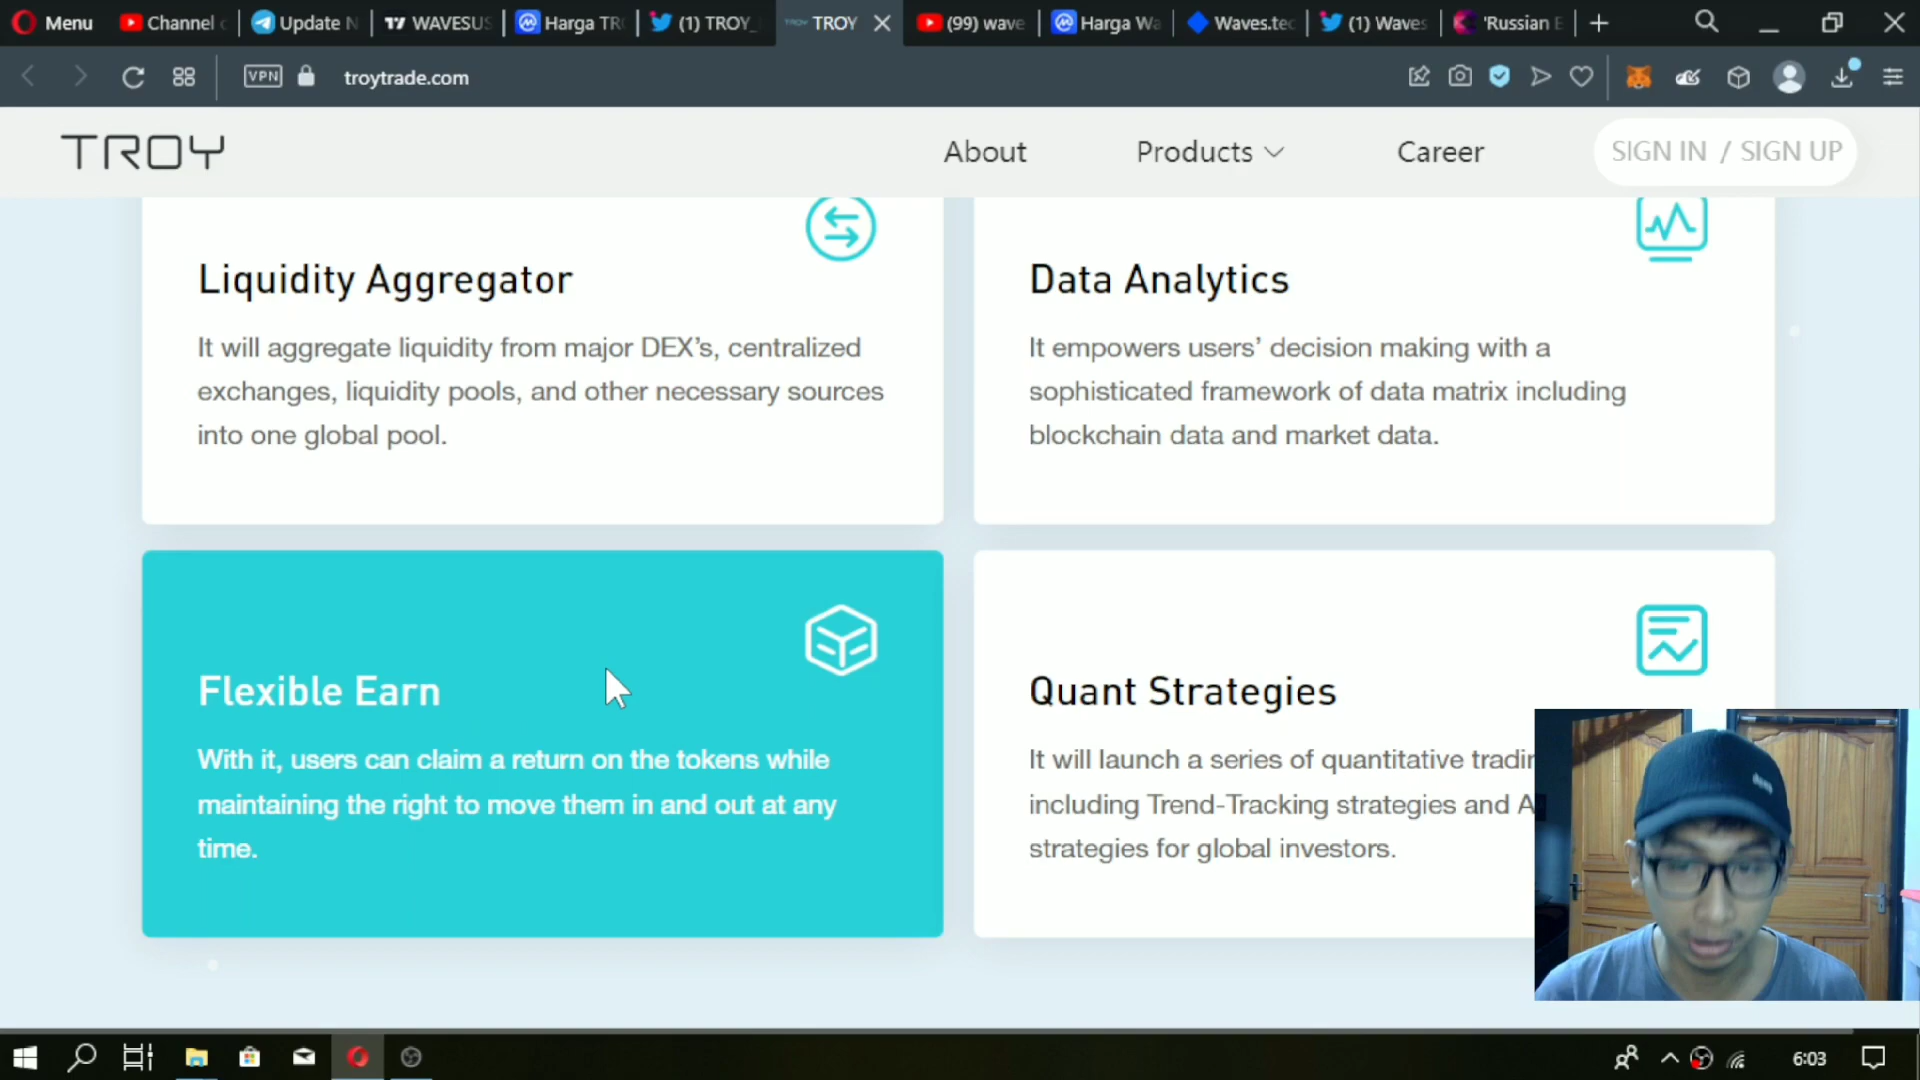 Menu
Channel
Update N
WAVESUS
Harga TR
(1) TROY_
TROY
(99) wave
Harga Wa
Waves.tec
(1) Waves
'Russian E
VPN
troytrade.com
TROY
About
Products
Career
SIGN IN / SIGN UP
Liquidity Aggregator
It will aggregate liquidity from major DEX's, centralized
exchanges, liquidity pools, and other necessary sources
into one global pool.
Data Analytics
It empowers users' decision making with a
sophisticated framework of data matrix including
blockchain data and market data.
Flexible Earn
With it, users can claim a return on the tokens while
maintaining the right to move them in and out at any
time.
Quant Strategies
It will launch a series of quantitative tradin
including Trend-Tracking strategies and A
strategies for global investors.
6:03